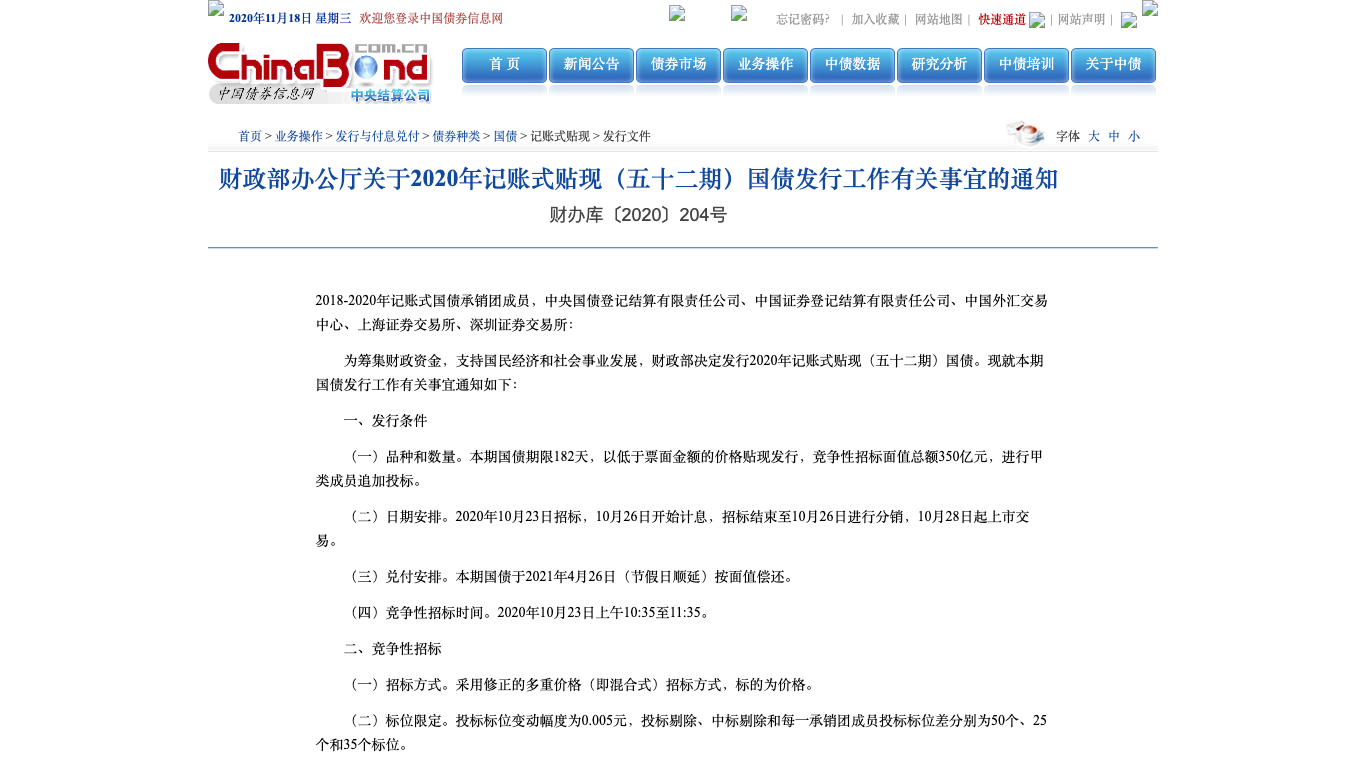 2020年11月18日 星期三 欢迎您登录中国债券信息网
忘记密码? | 加入收藏 | 网站地图 | 快速通道 | 网站声明 |
ChinaBond com.cn
中国债券信息网 中央结算公司
首 页 新闻公告 债券市场 业务操作 中债数据 研究分析 中债培训 关于中债
首页 > 业务操作 > 发行与付息兑付 > 债券种类 > 国债 > 记账式贴现 > 发行文件
字体 大 中 小
财政部办公厅关于2020年记账式贴现（五十二期）国债发行工作有关事宜的通知
财办库〔2020〕204号
2018-2020年记账式国债承销团成员，中央国债登记结算有限责任公司、中国证券登记结算有限责任公司、中国外汇交易
中心、上海证券交易所、深圳证券交易所：
为筹集财政资金，支持国民经济和社会事业发展，财政部决定发行2020年记账式贴现（五十二期）国债。现就本期
国债发行工作有关事宜通知如下：
一、发行条件
（一）品种和数量。本期国债期限182天，以低于票面金额的价格贴现发行，竞争性招标面值总额350亿元，进行甲
类成员追加投标。
（二）日期安排。2020年10月23日招标，10月26日开始计息，招标结束至10月26日进行分销，10月28日起上市交
易。
（三）兑付安排。本期国债于2021年4月26日（节假日顺延）按面值偿还。
（四）竞争性招标时间。2020年10月23日上午10:35至11:35。
二、竞争性招标
（一）招标方式。采用修正的多重价格（即混合式）招标方式，标的为价格。
（二）标位限定。投标标位变动幅度为0.005元，投标剔除、中标剔除和每一承销团成员投标标位差分别为50个、25
个和35个标位。